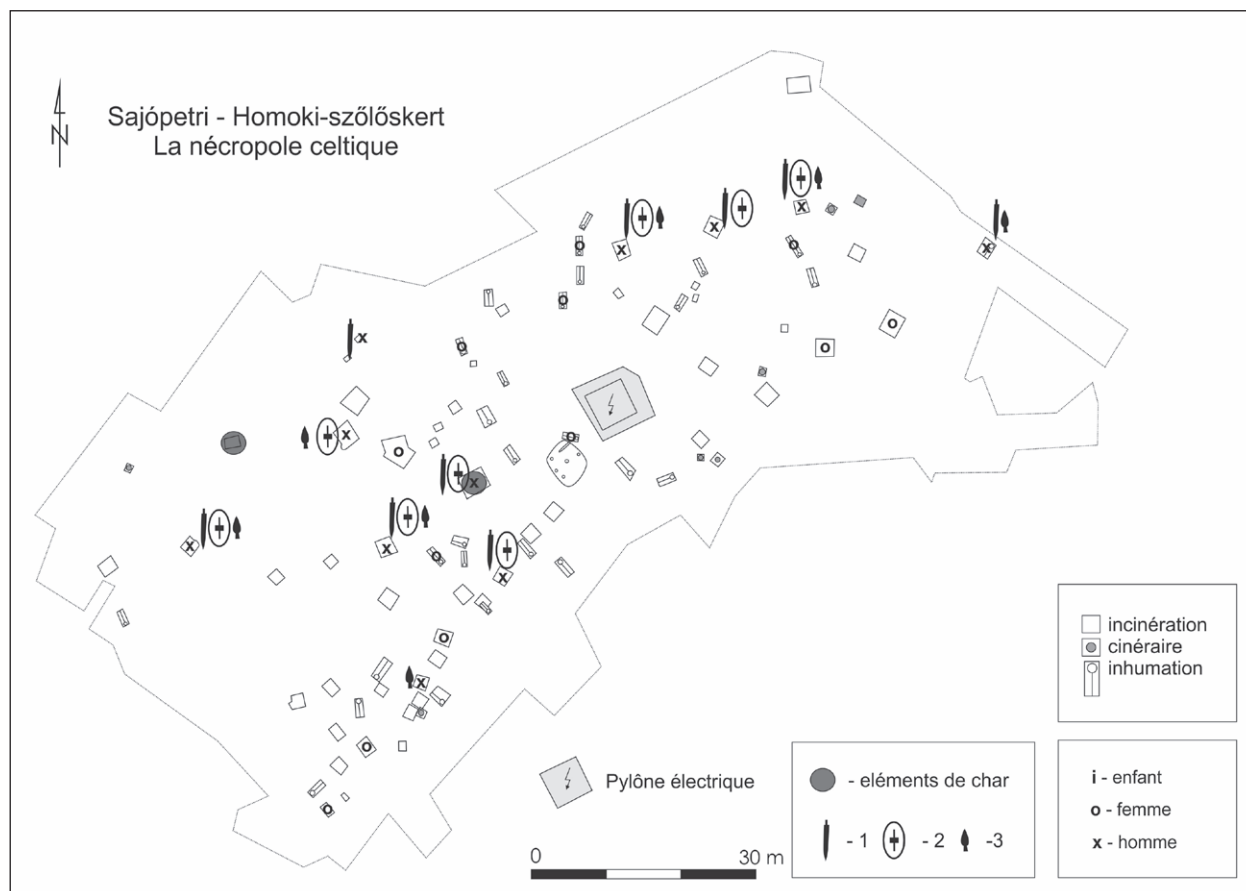 N
Sajópetri - Homoki-szőlőskert
La nécropole celtique
incinération
cinéraire
inhumation
Pylône électrique
- eléments de char
- 1 - 2 -3
i - enfant
o - femme
x - homme
0 30 m